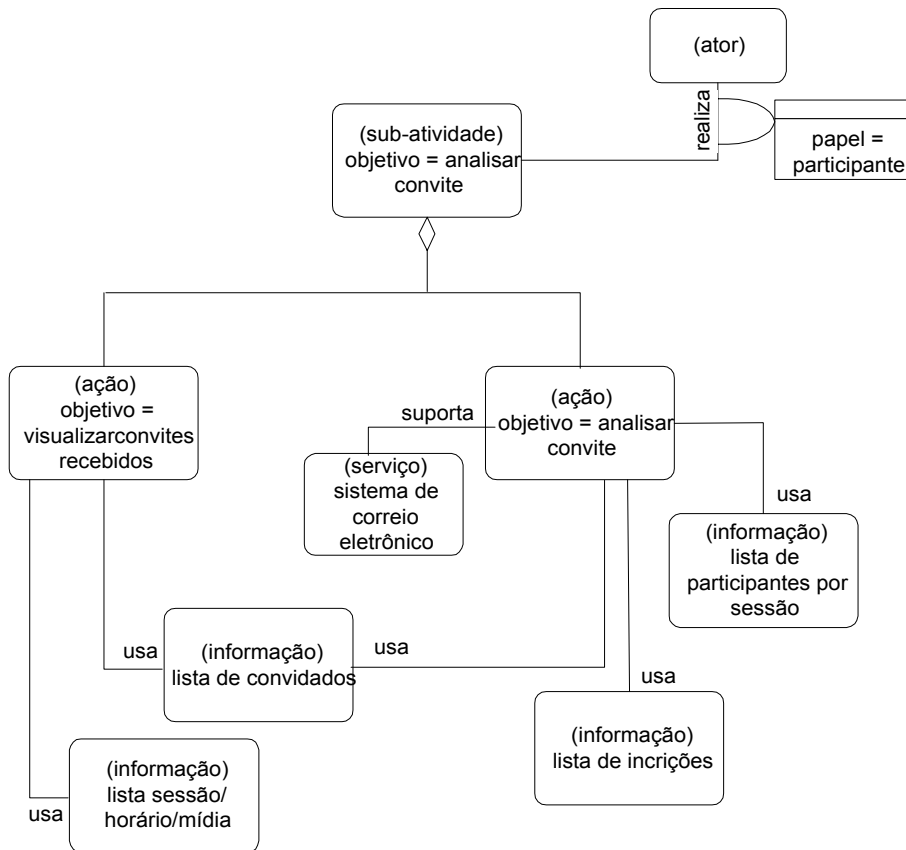 (ator)
realiza
papel =
participante
(sub-atividade)
objetivo = analisar
convite
(ação)
objetivo =
visualizarconvites
recebidos
(ação)
objetivo = analisar
convite
suporta
(serviço)
sistema de
correio
eletrônico
usa
(informação)
lista de
participantes por
sessão
usa
(informação)
lista de convidados
usa
usa
(informação)
lista de incrições
(informação)
lista sessão/
horário/mídia
usa